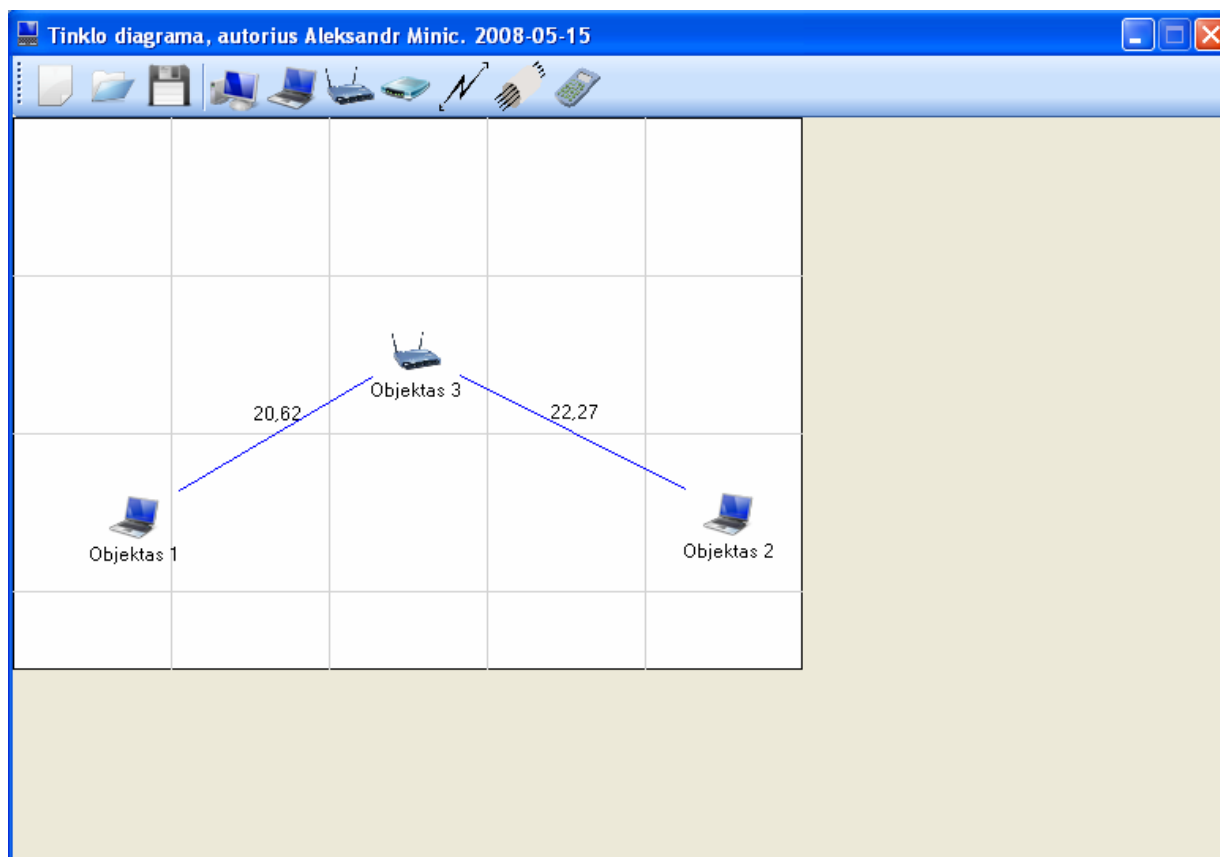 Tinklo diagrama, autorius Aleksandr Minic. 2008-05-15
Objektas 3
20,62
22,27
Objektas 1
Objektas 2